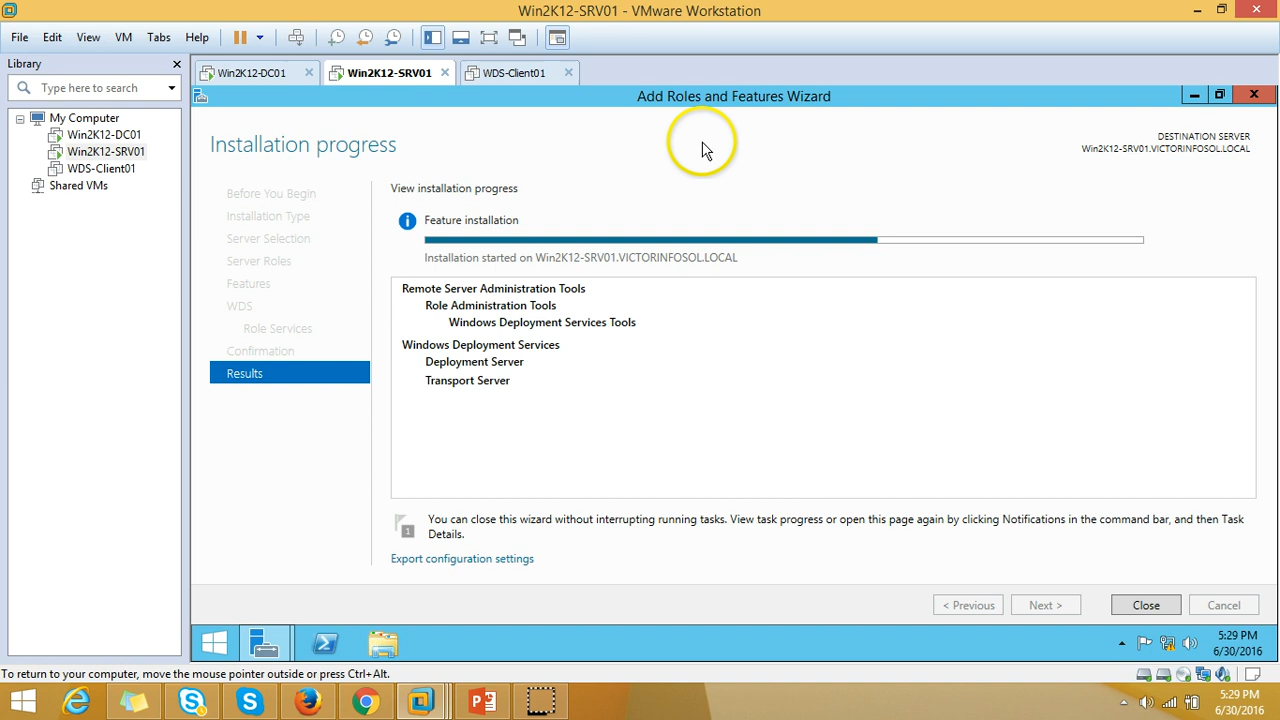 Win2K12-SRV01 - VMware Workstation
File Edit View VM Tabs Help
Library
Type here to search
My Computer
Win2K12-DC01
Win2K12-SRV01
WDS-Client01
Shared VMs
Win2K12-DC01 Win2K12-SRV01 WDS-Client01
Add Roles and Features Wizard
Installation progress
DESTINATION SERVER
Win2K12-SRV01.VICTORINFOSOL.LOCAL
Before You Begin
Installation Type
Server Selection
Server Roles
Features
WDS
Role Services
Confirmation
Results
View installation progress
Feature installation
Installation started on Win2K12-SRV01.VICTORINFOSOL.LOCAL
Remote Server Administration Tools
Role Administration Tools
Windows Deployment Services Tools
Windows Deployment Services
Deployment Server
Transport Server
1
You can close this wizard without interrupting running tasks. View task progress or open this page again by clicking Notifications in the command bar, and then Task
Details.
Export configuration settings
< Previous Next > Close Cancel
5:29 PM
6/30/2016
To return to your computer, move the mouse pointer outside or press Ctrl+Alt.
5:29 PM
6/30/2016